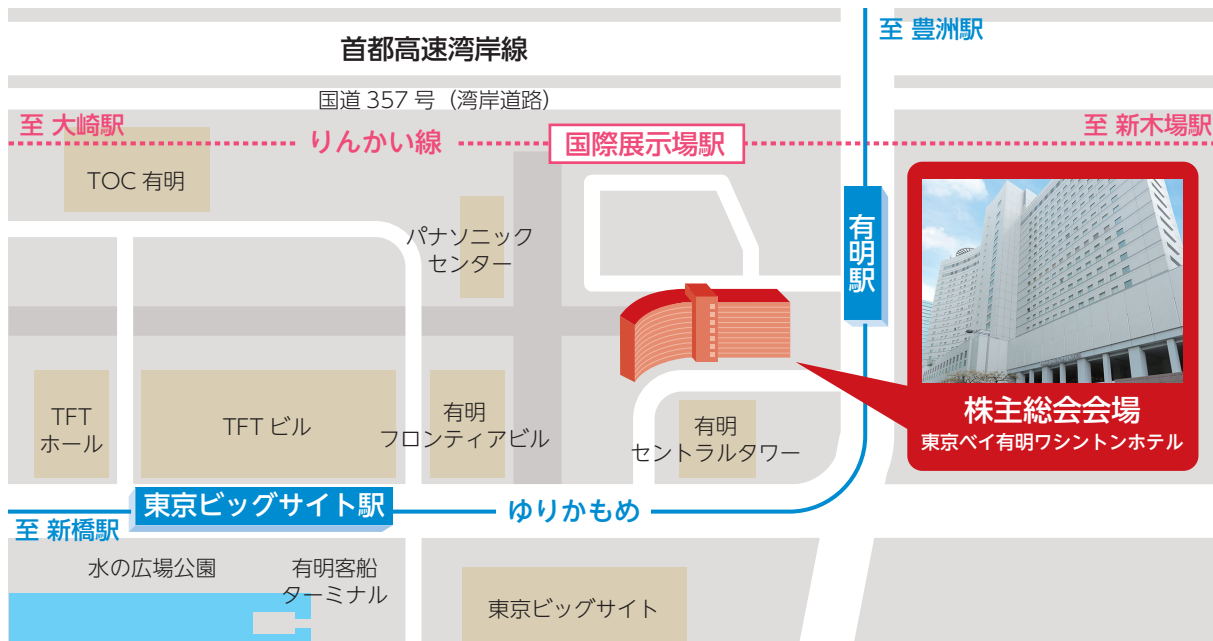 至 豊洲駅
首都高速湾岸線
国道 357 号（湾岸道路）
至 大崎駅
りんかい線
国際展示場駅
至 新木場駅
TOC 有明
パナソニック
センター
有明駅
株主総会会場
東京ベイ有明ワシントンホテル
TFT
ホール
TFT ビル
有明
フロンティアビル
有明
セントラルタワー
東京ビッグサイト駅
ゆりかもめ
至 新橋駅
水の広場公園
有明客船
ターミナル
東京ビッグサイト